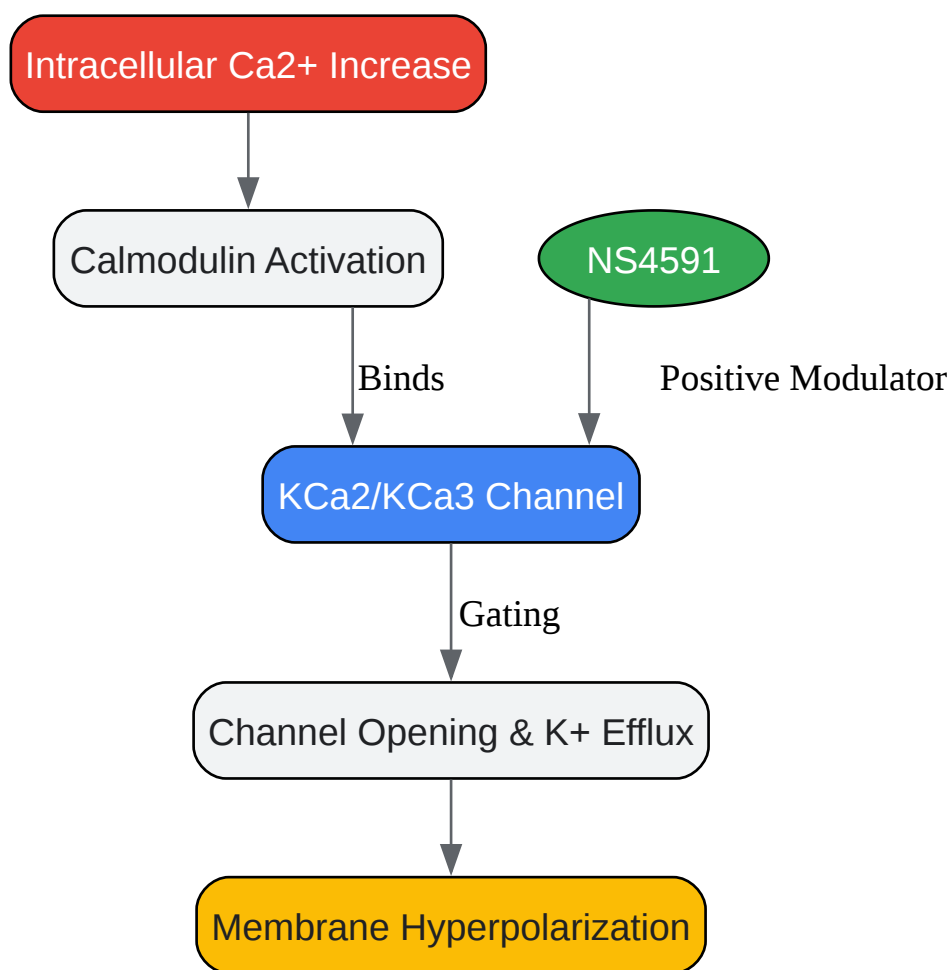 Intracellular Ca2+ Increase
Calmodulin Activation
NS4591
Binds
Positive Modulator
KCa2/KCa3 Channel
Gating
Channel Opening & K+ Efflux
Membrane Hyperpolarization